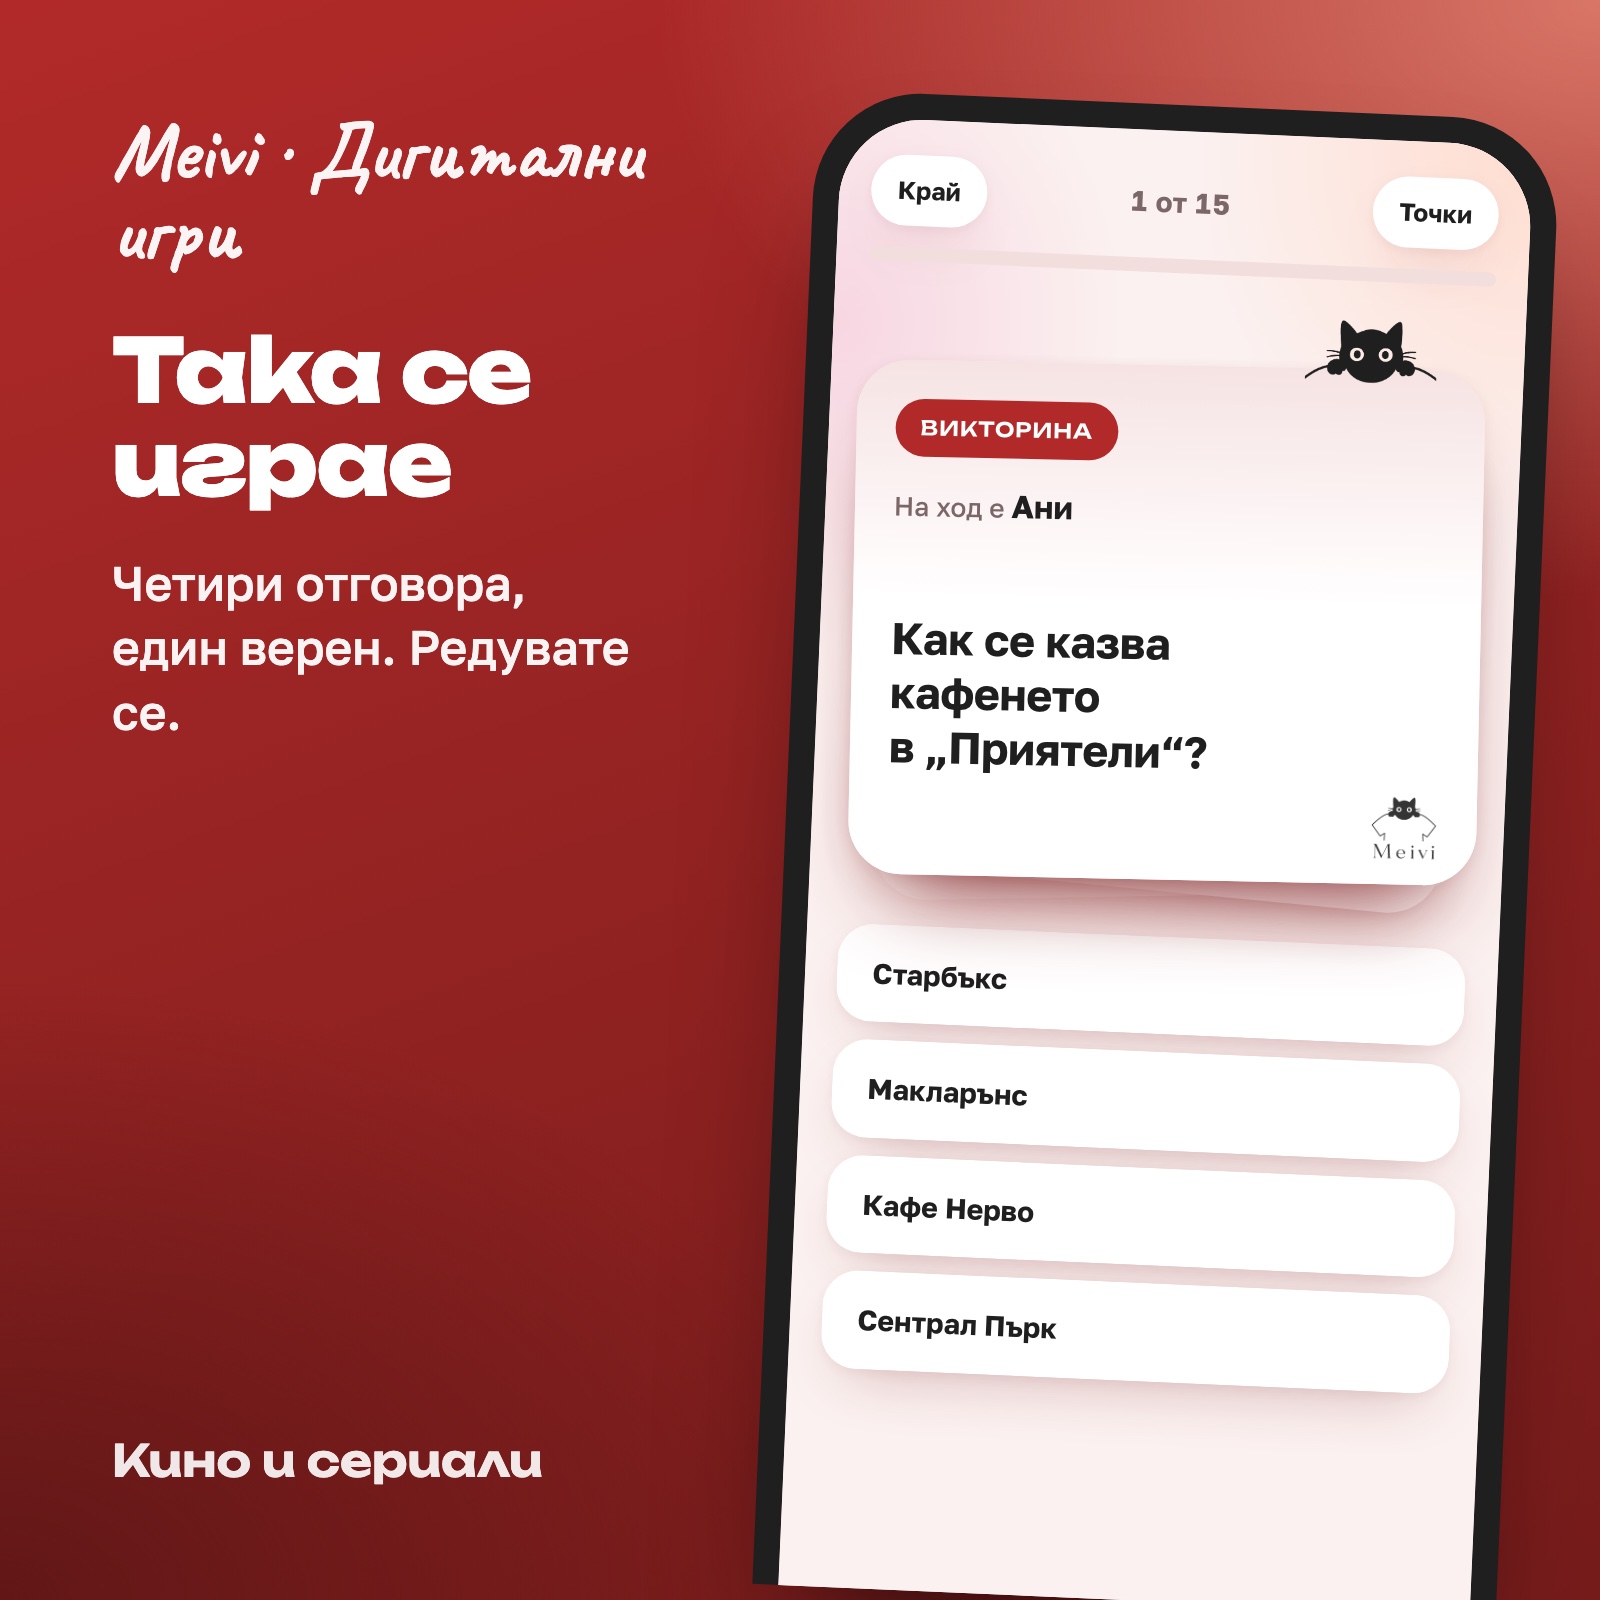 Meivi · Дигитални
игри
Така се
играе
Четири отговора,
един верен. Редувате
се.
Кино и сериали
Край
1 от 15
Точки
ВИКТОРИНА
На ход е Ани
Как се казва
кафенето
в „Приятели“?
Meivi
Старбъкс
Макларънс
Кафе Нерво
Сентрал Пърк